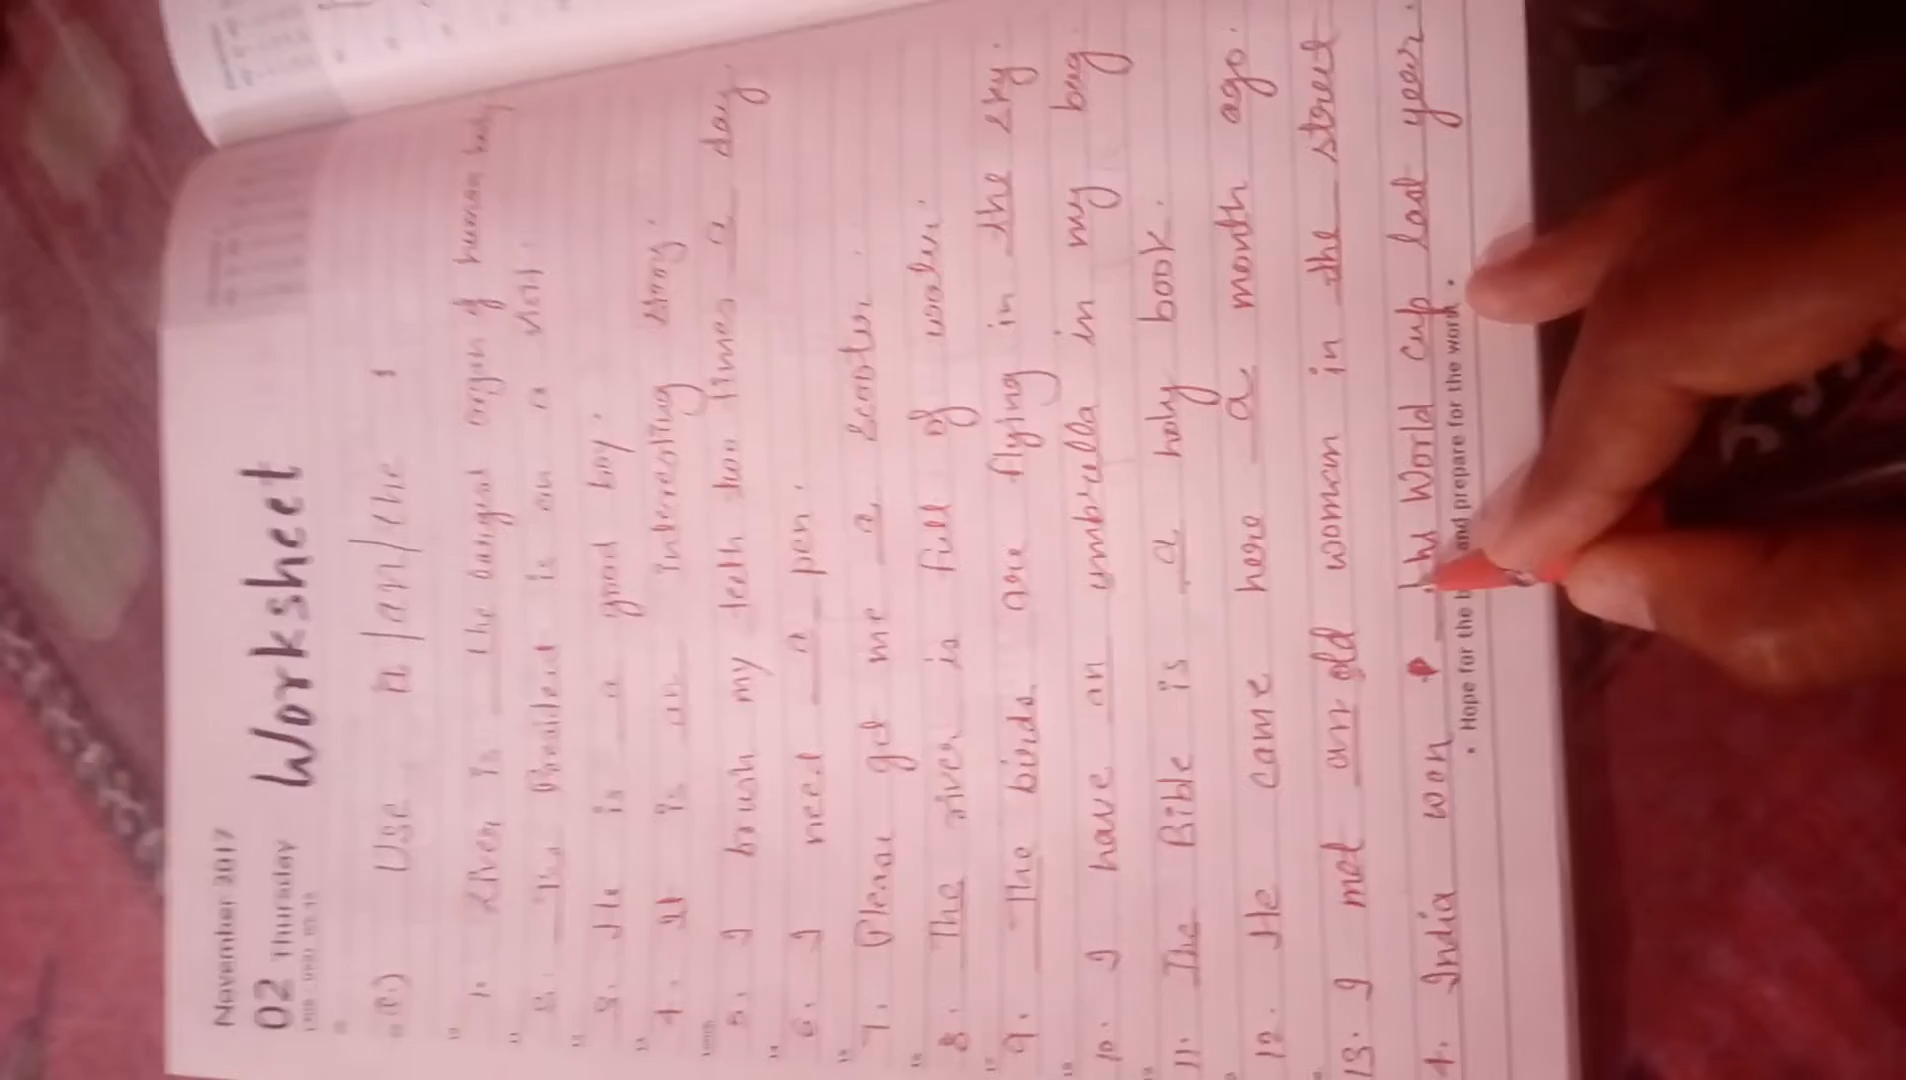 November 2017
02 Thursday Worksheet
Use a/an/the :
1. Liver is the largest organ of human body
2. The President is on a visit.
3. He is a good boy.
4. It is an interesting story.
5. I brush my teeth two times a day.
6. I need a pen.
7. Please get me a scooter.
8. The river is full of water.
9. The birds are flying in the sky.
10. I have an umbrella in my bag
11. The Bible is a holy book.
12. He came here a month ago.
13. I met an old woman in the street
4. India won the World cup last year.
• Hope for the b and prepare for the worst •